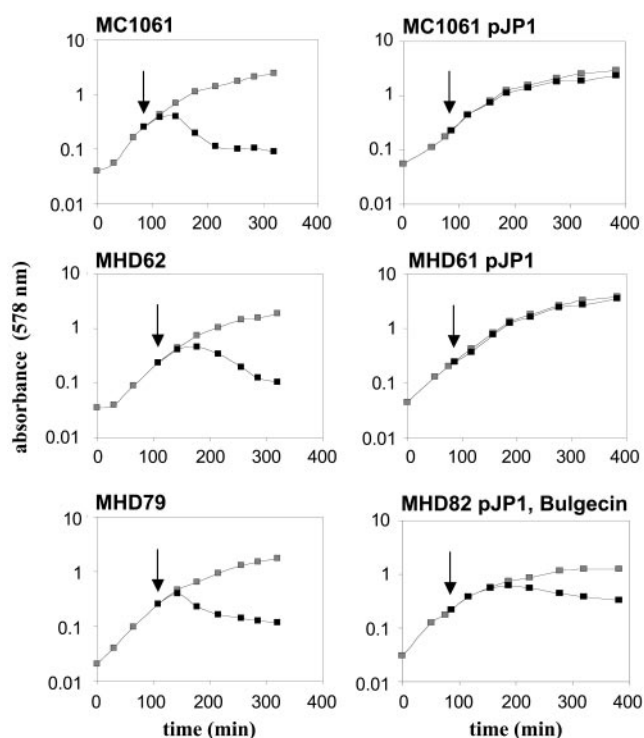 MC1061
10
1
0.1
0.01
0 100 200 300 400
MC1061 pJP1
10
1
0.1
0.01
0 100 200 300 400
MHD62
10
1
0.1
0.01
0 100 200 300 400
MHD61 pJP1
10
1
0.1
0.01
0 100 200 300 400
absorbance (578 nm)
MHD79
10
1
0.1
0.01
0 100 200 300 400
time (min)
MHD82 pJP1, Bulgecin
10
1
0.1
0.01
0 100 200 300 400
time (min)